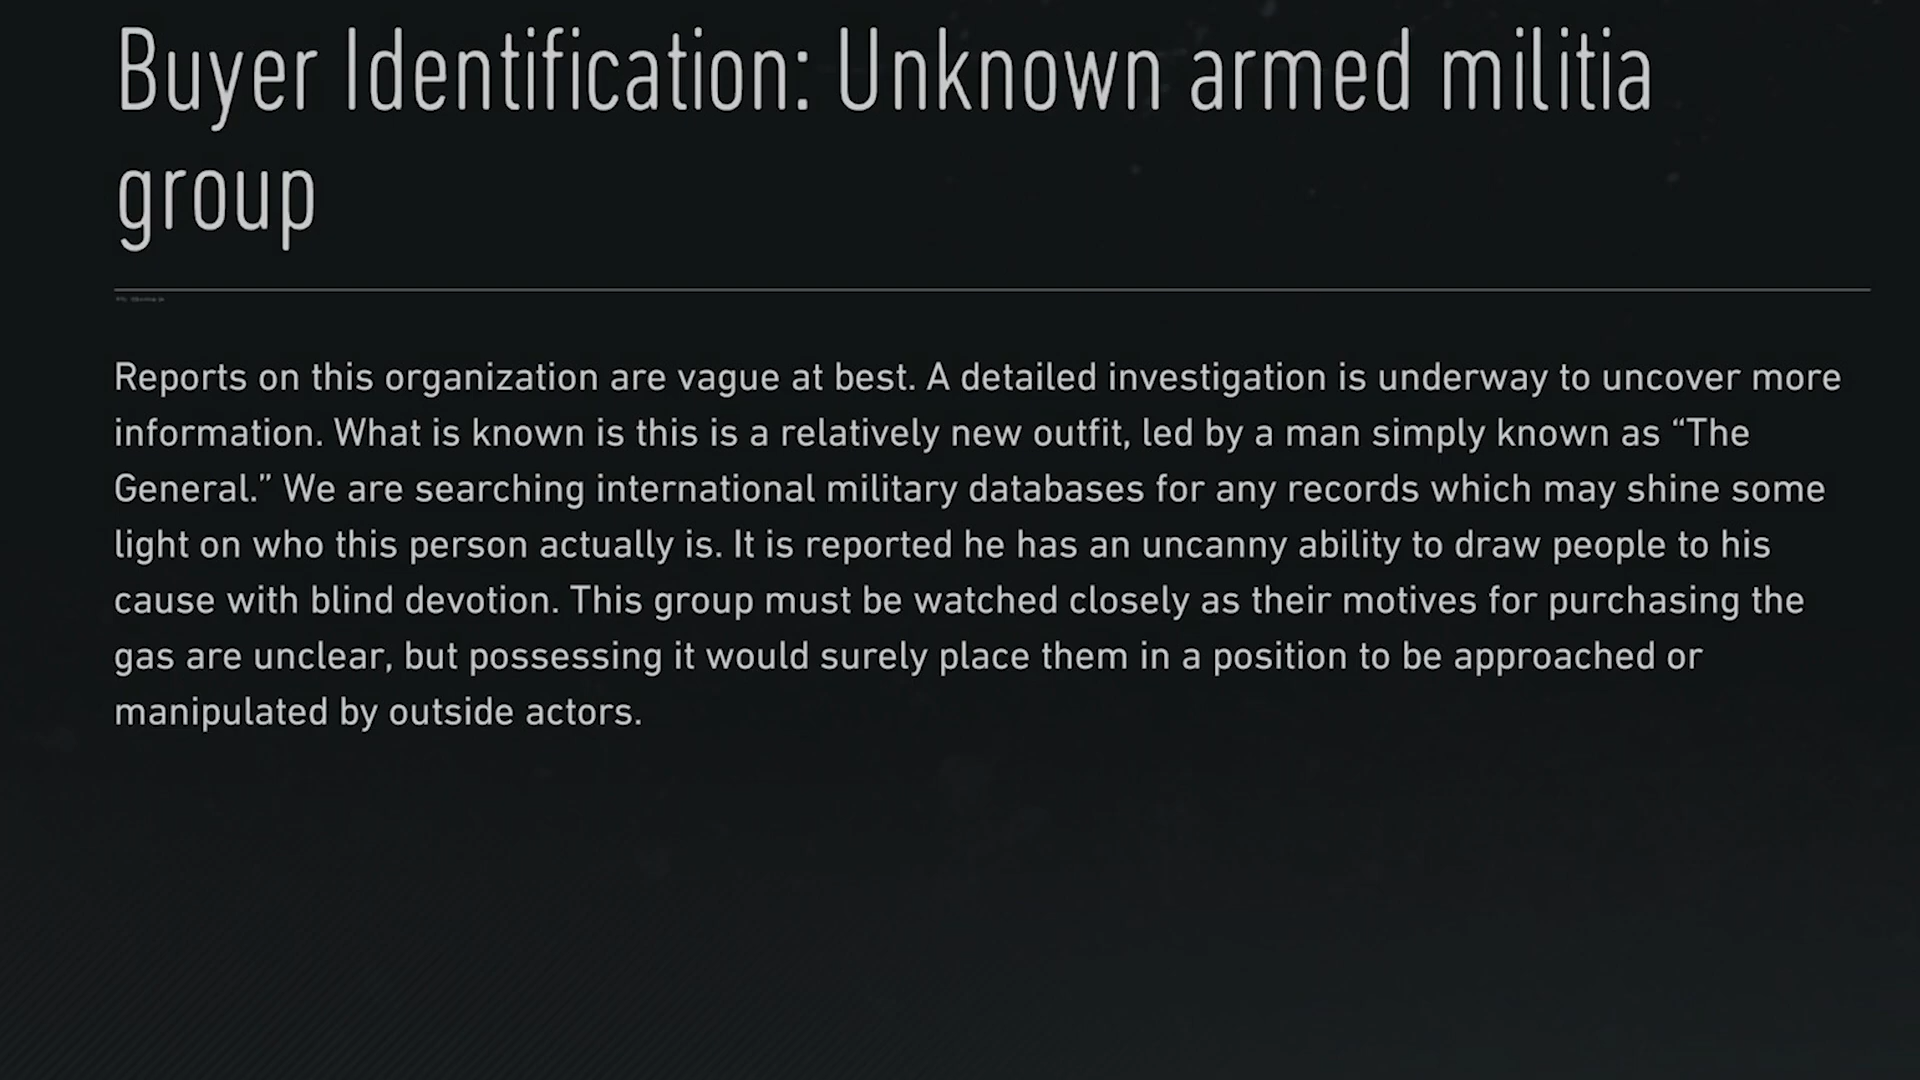 Buyer Identification: Unknown armed militia
group
Reports on this organization are vague at best. A detailed investigation is underway to uncover more
information. What is known is this is a relatively new outfit, led by a man simply known as “The
General.” We are searching international military databases for any records which may shine some
light on who this person actually is. It is reported he has an uncanny ability to draw people to his
cause with blind devotion. This group must be watched closely as their motives for purchasing the
gas are unclear, but possessing it would surely place them in a position to be approached or
manipulated by outside actors.